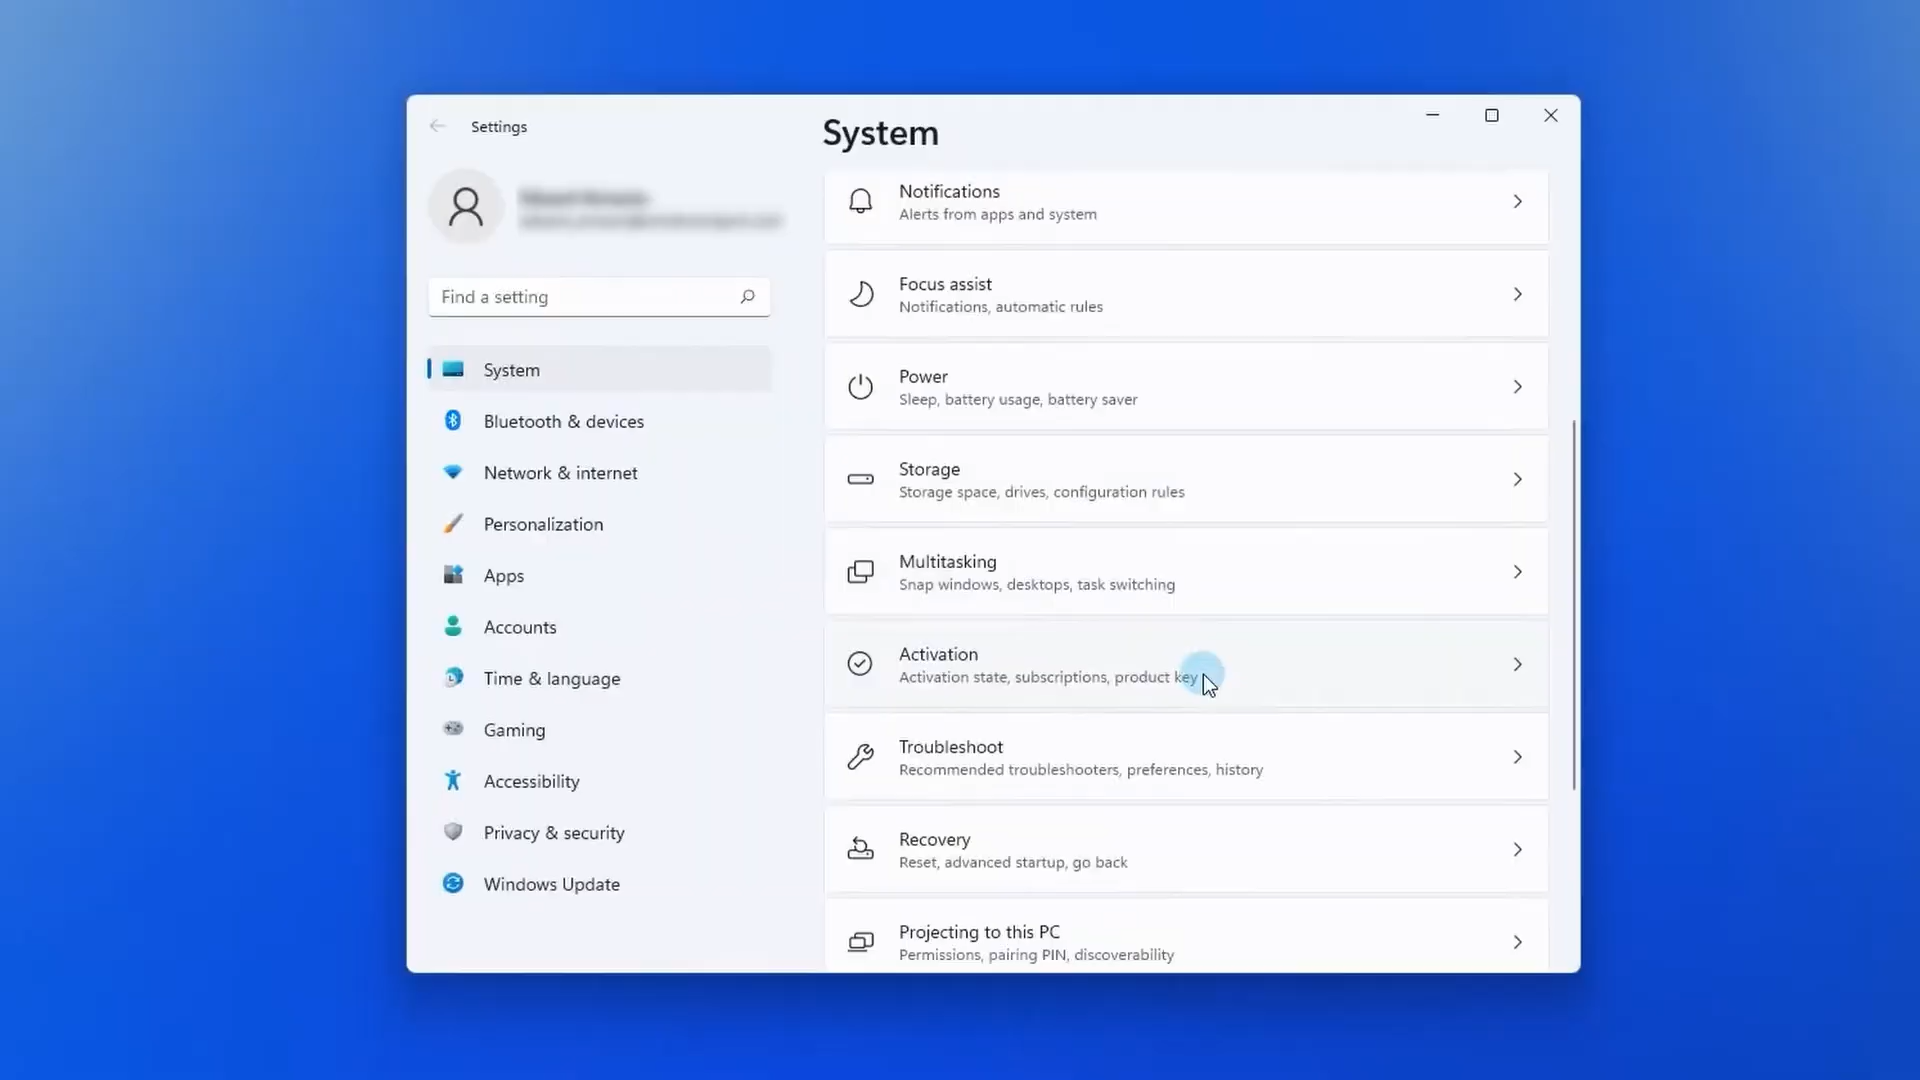 Settings
Find a setting
System
Bluetooth & devices
Network & internet
Personalization
Apps
Accounts
Time & language
Gaming
Accessibility
Privacy & security
Windows Update
System
Notifications
Alerts from apps and system
Focus assist
Notifications, automatic rules
Power
Sleep, battery usage, battery saver
Storage
Storage space, drives, configuration rules
Multitasking
Snap windows, desktops, task switching
Activation
Activation state, subscriptions, product key
Troubleshoot
Recommended troubleshooters, preferences, history
Recovery
Reset, advanced startup, go back
Projecting to this PC
Permissions, pairing PIN, discoverability